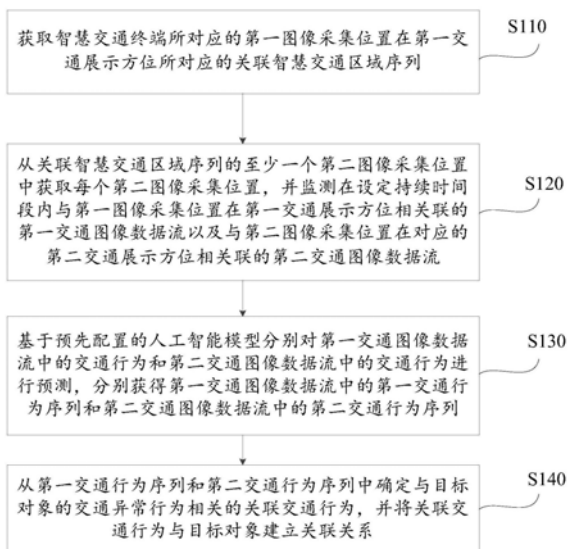 获取智慧交通终端所对应的第一图像采集位置在第一交
通展示方位所对应的关联智慧交通区域序列
S110
从关联智慧交通区域序列的至少一个第二图像采集位置
中获取每个第二图像采集位置，并监测在设定持续时间
段内与第一图像采集位置在第一交通展示方位相关联的
第一交通图像数据流以及与第二图像采集位置在对应的
第二交通展示方位相关联的第二交通图像数据流
S120
基于预先配置的人工智能模型分别对第一交通图像数据
流中的交通行为和第二交通图像数据流中的交通行为进
行预测，分别获得第一交通图像数据流中的第一交通行
为序列和第二交通图像数据流中的第二交通行为序列
S130
从第一交通行为序列和第二交通行为序列中确定与目标
对象的交通异常行为相关的关联交通行为，并将关联交
通行为与目标对象建立关联关系
S140